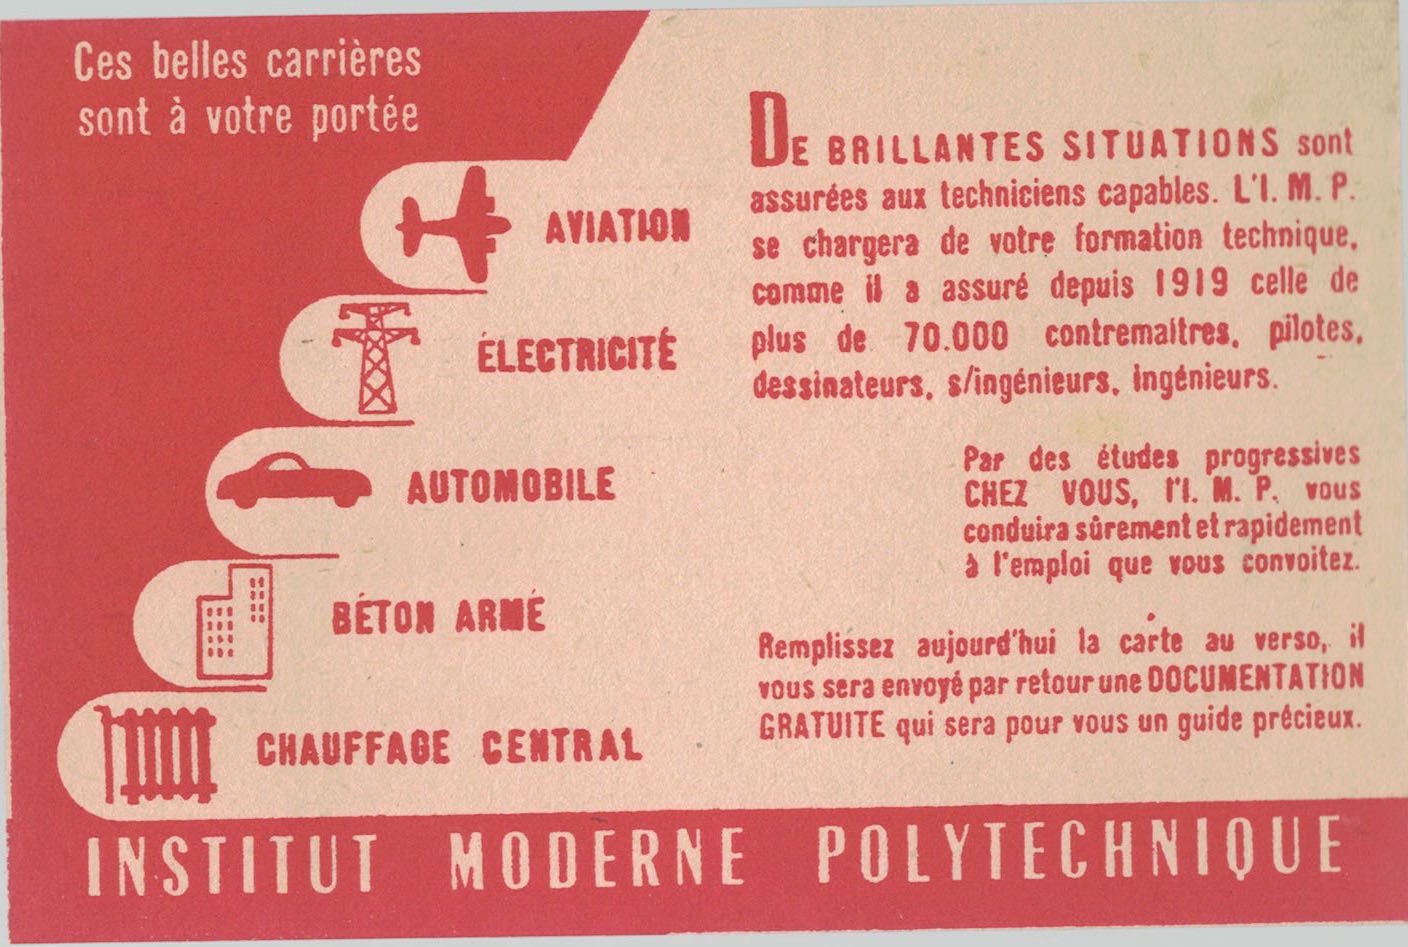 Ces belles carrières
sont à votre portée
AVIATION
ÉLECTRICITÉ
AUTOMOBILE
BÉTON ARMÉ
CHAUFFAGE CENTRAL
DE BRILLANTES SITUATIONS sont
assurées aux techniciens capables. L'I. M. P.
se chargera de votre formation technique,
comme il a assuré depuis 1919 celle de
plus de 70.000 contremaîtres, pilotes,
dessinateurs, s/ingénieurs, ingénieurs.
Par des études progressives
CHEZ VOUS, l'I. M. P. vous
conduira sûrement et rapidement
à l'emploi que vous convoitez.
Remplissez aujourd'hui la carte au verso, il
vous sera envoyé par retour une DOCUMENTATION
GRATUITE qui sera pour vous un guide précieux.
INSTITUT MODERNE POLYTECHNIQUE